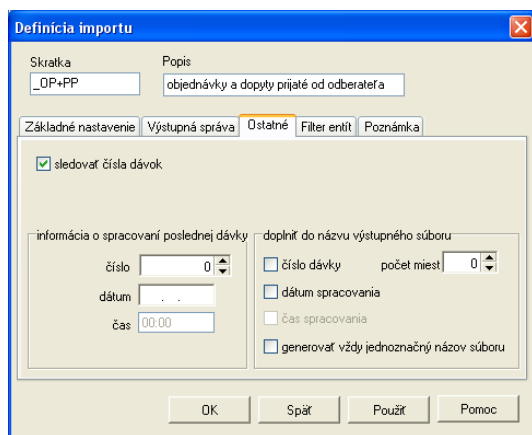 Definícia importu
Skratka Popis
_OP+PP objednávky a dopyty prijaté od odberateľa
Základné nastavenie Výstupná správa Ostatné Filter entít Poznámka
sledovať čísla dávok
informácia o spracovaní poslednej dávky doplniť do názvu výstupného súboru
číslo 0 číslo dávky počet miest 0
dátum . . dátum spracovania
čas 00:00 čas spracovania
generovať vždy jednoznačný názov súboru
OK Späť Použiť Pomoc